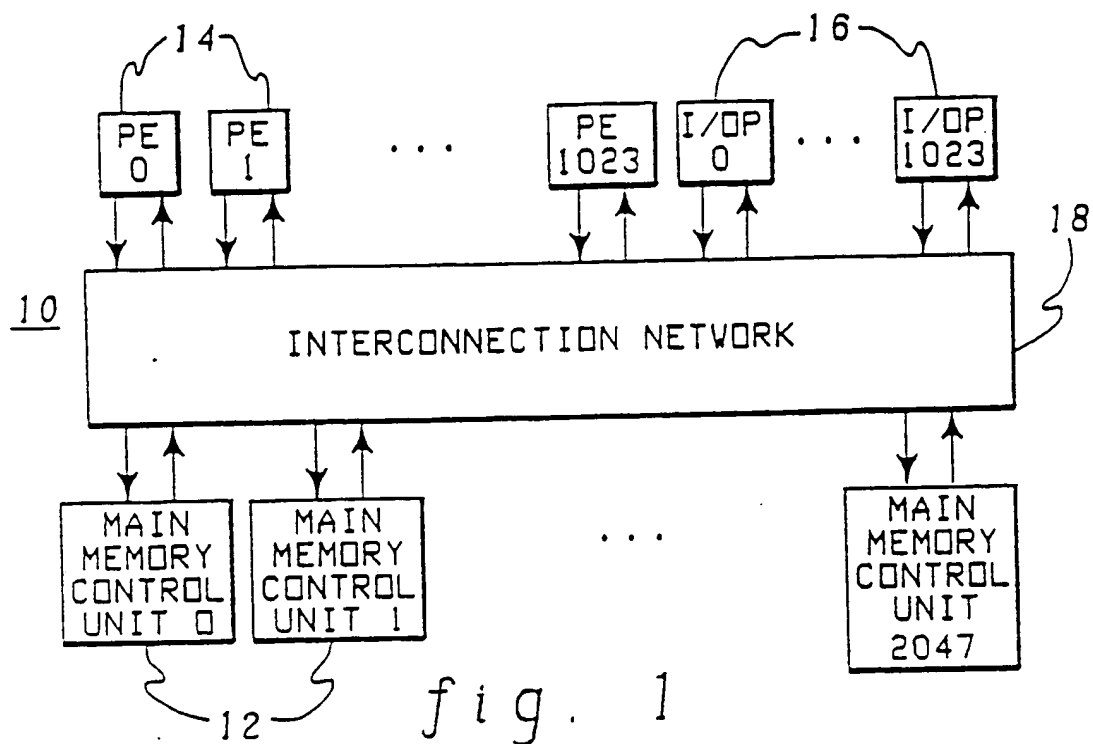 14
16
PE
0
PE
1
...
PE
1023
I/OP
0
...
I/OP
1023
18
10
INTERCONNECTION NETWORK
MAIN
MEMORY
CONTROL
UNIT 0
MAIN
MEMORY
CONTROL
UNIT 1
...
MAIN
MEMORY
CONTROL
UNIT
2047
12
fig. 1